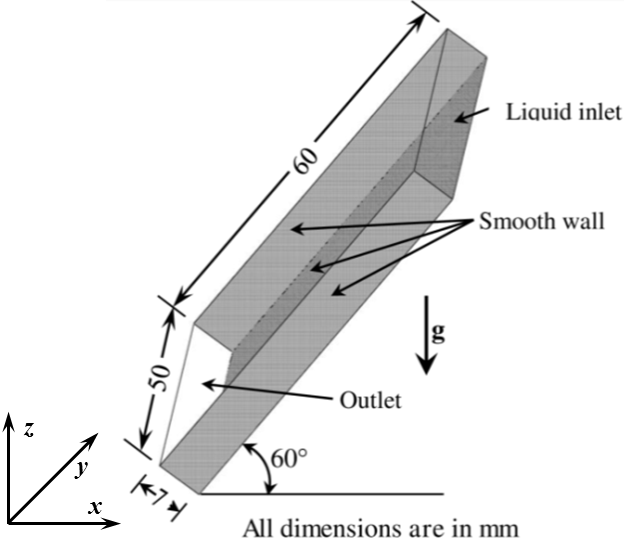 60
Liquid inlet
Smooth wall
g
50
Outlet
z
y
x
60°
7
All dimensions are in mm